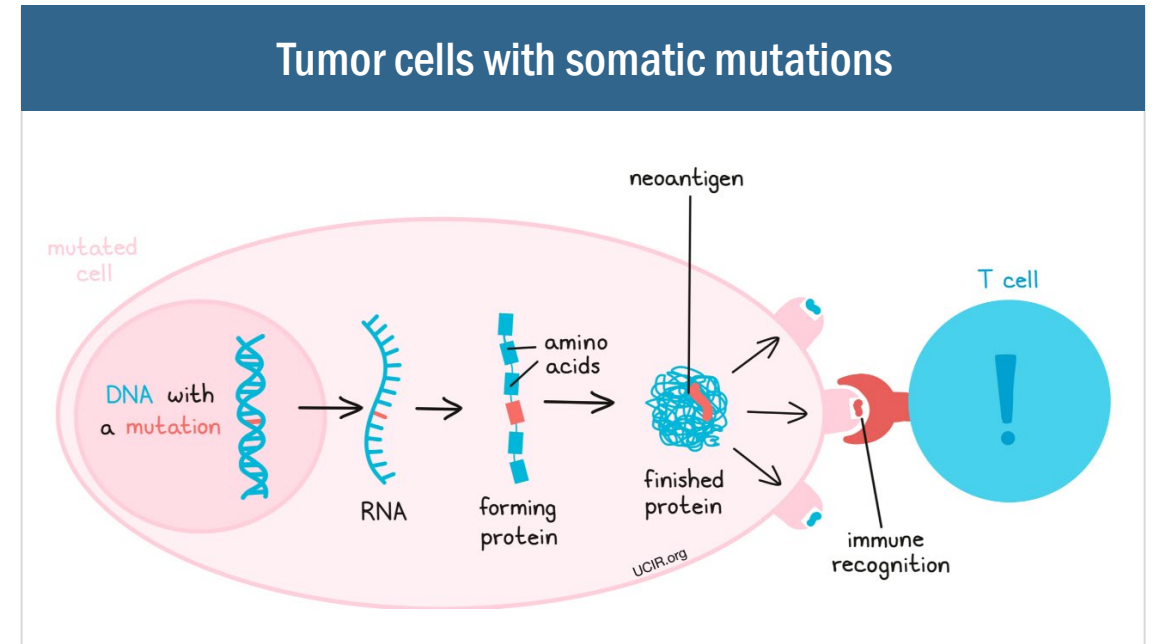 Tumor cells with somatic mutations
neoantigen
mutated
cell
T cell
DNA with
a mutation
amino
acids
RNA
forming
protein
finished
protein
immune
recognition
UCIR.org
!